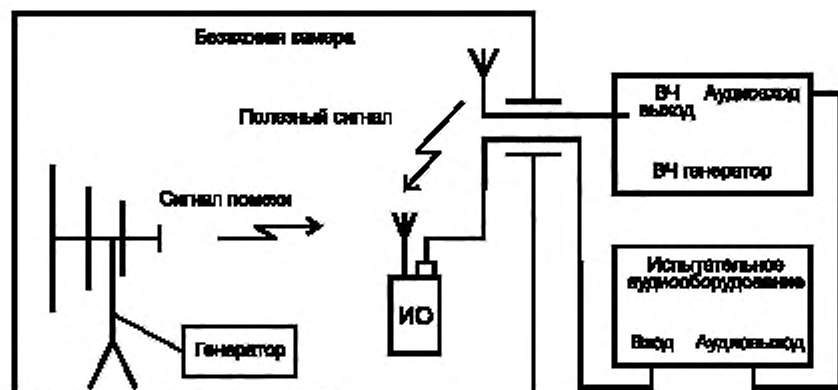 Безэховая камера
Полезный сигнал
Сигнал помехи
Генератор
ИО
ВЧ выход
Аудиовход
ВЧ генератор
Испытательное
аудиооборудование
Вход
Аудиовыход